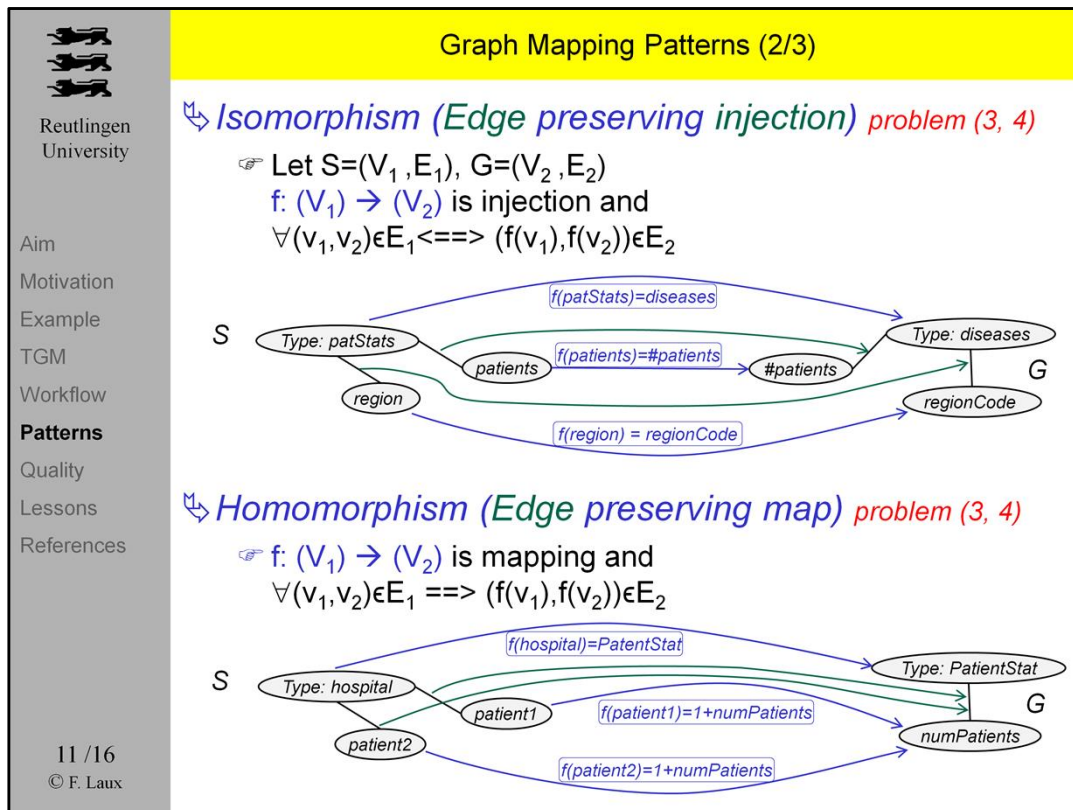 Graph Mapping Patterns (2/3)
Reutlingen
University
Aim
Motivation
Example
TGM
Workflow
Patterns
Quality
Lessons
References
11 /16
© F. Laux
Isomorphism (Edge preserving injection) problem (3, 4)
Let S=(V₁ ,E₁), G=(V₂ ,E₂)
f: (V₁) → (V₂) is injection and
∀(v₁,v₂)ϵE₁<==> (f(v₁),f(v₂))ϵE₂
f(patStats)=diseases
S
Type: patStats
Type: diseases
patients
f(patients)=#patients
#patients
G
region
regionCode
f(region) = regionCode
Homomorphism (Edge preserving map) problem (3, 4)
f: (V₁) → (V₂) is mapping and
∀(v₁,v₂)ϵE₁ ==> (f(v₁),f(v₂))ϵE₂
f(hospital)=PatentStat
S
Type: hospital
Type: PatientStat
patient1
f(patient1)=1+numPatients
G
patient2
numPatients
f(patient2)=1+numPatients